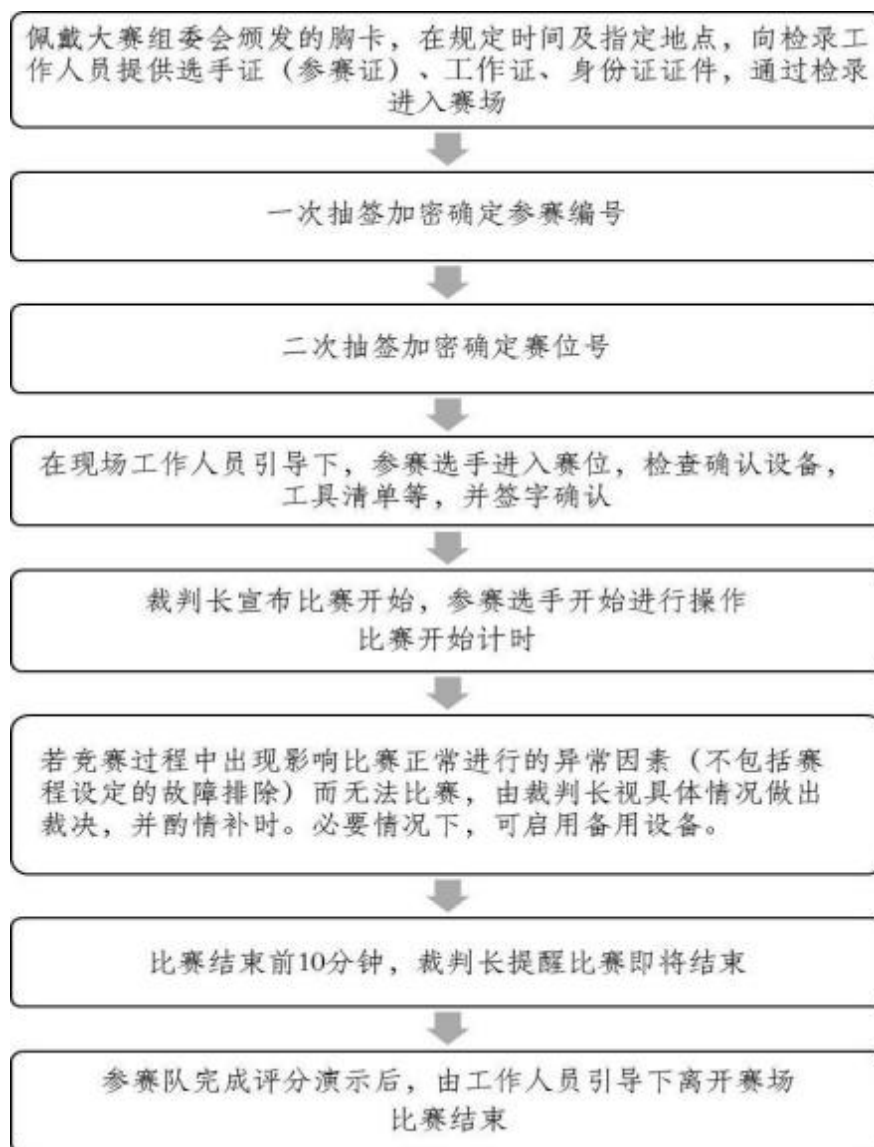 佩戴大赛组委会颁发的胸卡，在规定时间及指定地点，向检录工
作人员提供选手证（参赛证）、工作证、身份证证件，通过检录
进入赛场
一次抽签加密确定参赛编号
二次抽签加密确定赛位号
在现场工作人员引导下，参赛选手进入赛位，检查确认设备，
工具清单等，并签字确认
裁判长宣布比赛开始，参赛选手开始进行操作
比赛开始计时
若竞赛过程中出现影响比赛正常进行的异常因素（不包括赛
程设定的故障排除）而无法比赛，由裁判长视具体情况做出
裁决，并酌情补时。必要情况下，可启用备用设备。
比赛结束前10分钟，裁判长提醒比赛即将结束
参赛队完成评分演示后，由工作人员引导下离开赛场
比赛结束